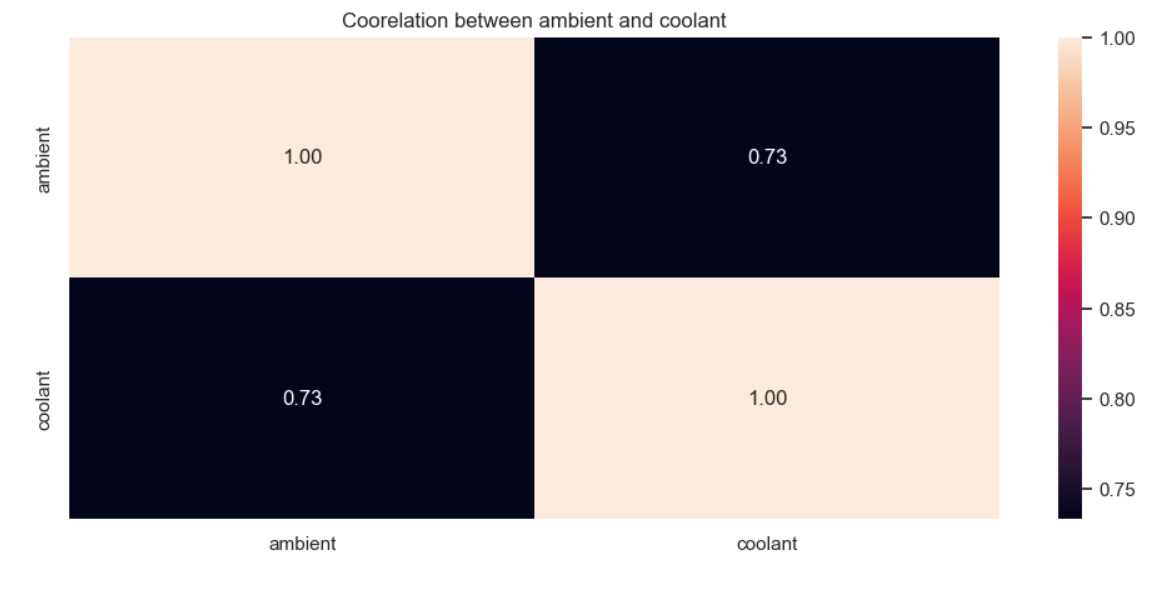 Coorelation between ambient and coolant
ambient
1.00
0.73
coolant
0.73
1.00
ambient
coolant
1.00
0.95
0.90
0.85
0.80
0.75